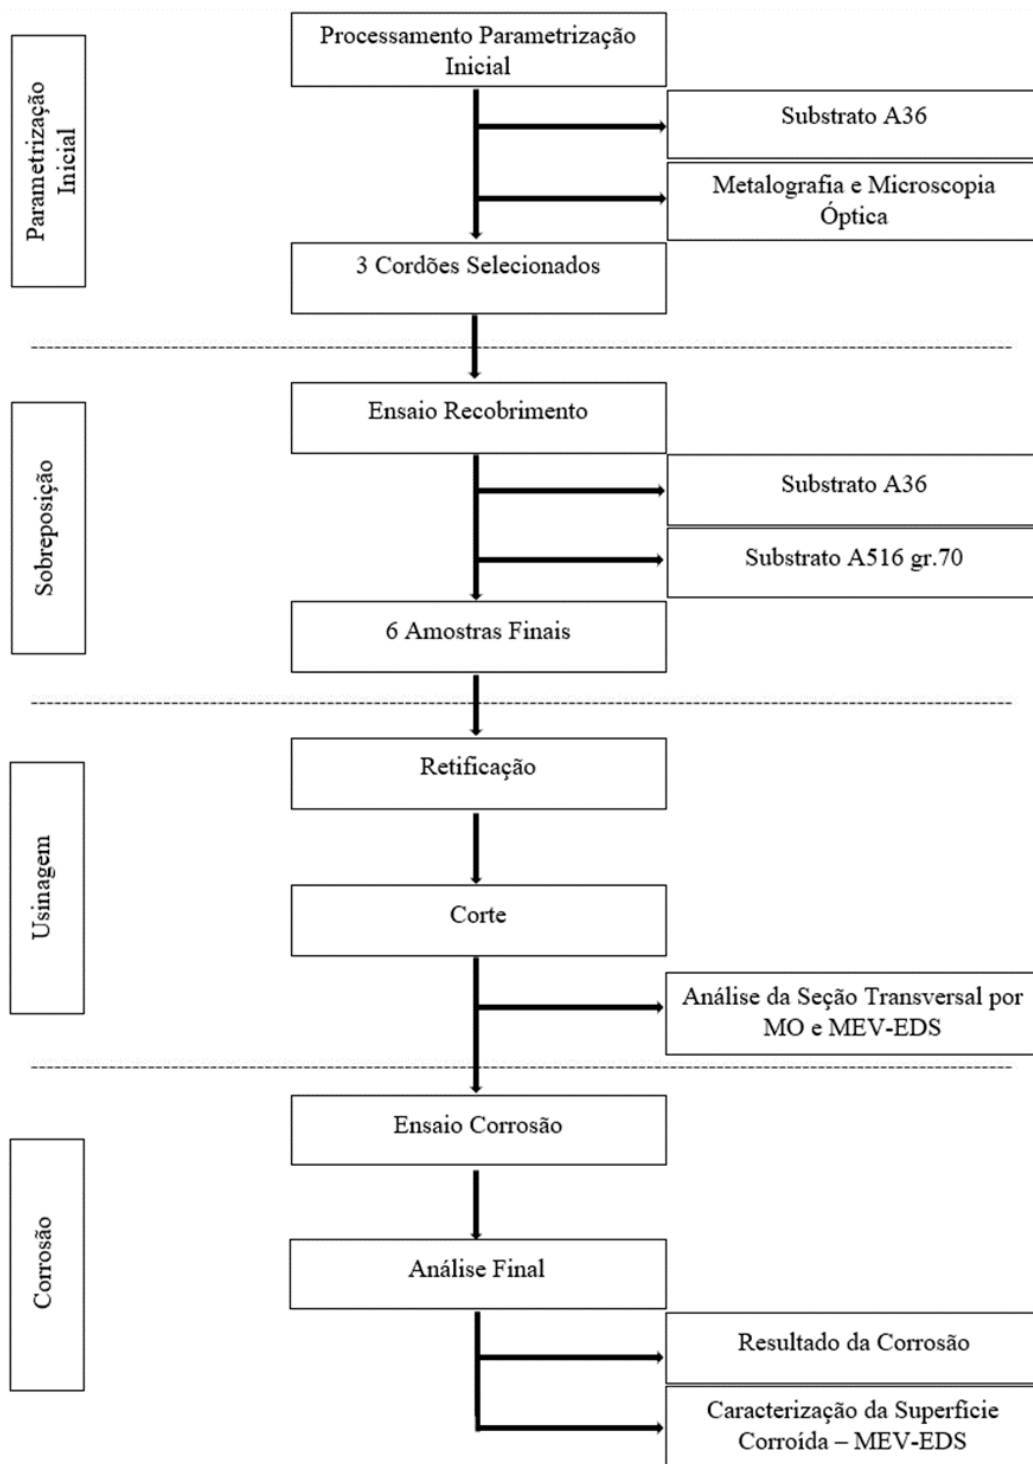 Processamento Parametrização
Inicial
Parametrização
Inicial
Substrato A36
Metalografia e Microscopia
Óptica
3 Cordões Selecionados
Ensaio Recobrimento
Sobreposição
Substrato A36
Substrato A516 gr.70
6 Amostras Finais
Retificação
Usinagem
Corte
Análise da Seção Transversal por
MO e MEV-EDS
Ensaio Corrosão
Corrosão
Análise Final
Resultado da Corrosão
Caracterização da Superfície
Corroída – MEV-EDS